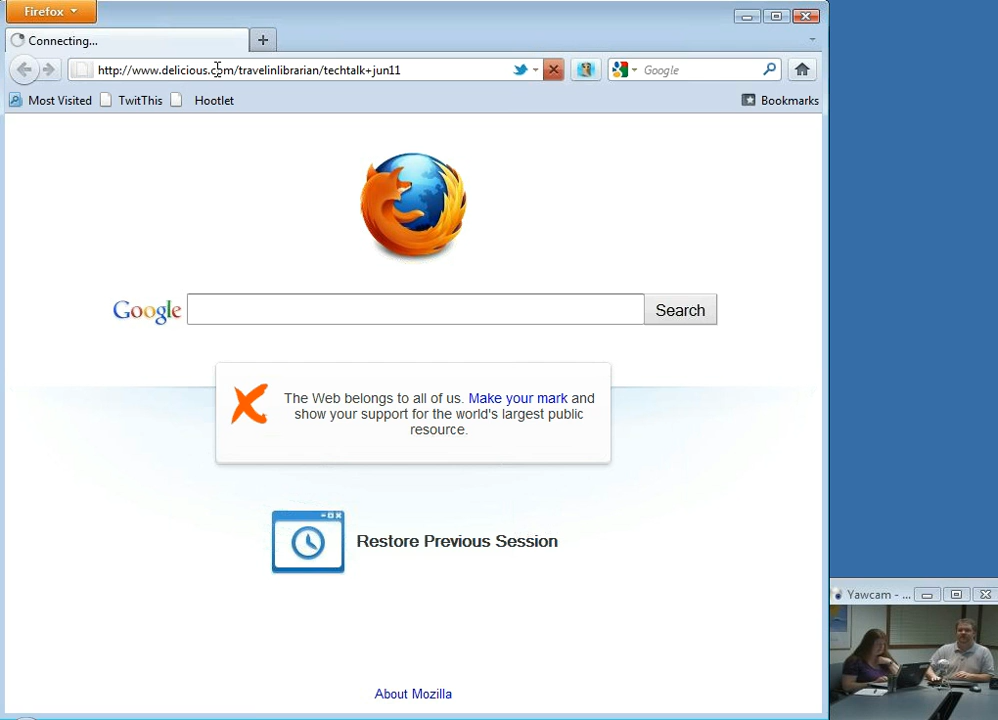 Firefox
Connecting...
http://www.delicious.com/travelinlibrarian/techtalk+jun11
Google
Most Visited
TwitThis
Hootlet
Bookmarks
Google
Search
The Web belongs to all of us. Make your mark and
show your support for the world's largest public
resource.
Restore Previous Session
About Mozilla
Yawcam - ...